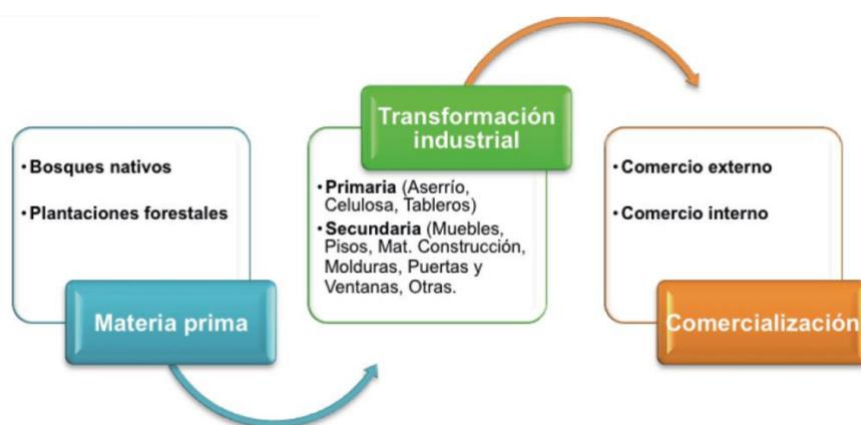 • Bosques nativos
• Plantaciones forestales
Materia prima
Transformación
industrial
• Primaria (Aserrío,
Celulosa, Tableros)
• Secundaria (Muebles,
Pisos, Mat. Construcción,
Molduras, Puertas y
Ventanas, Otras.
• Comercio externo
• Comercio interno
Comercialización